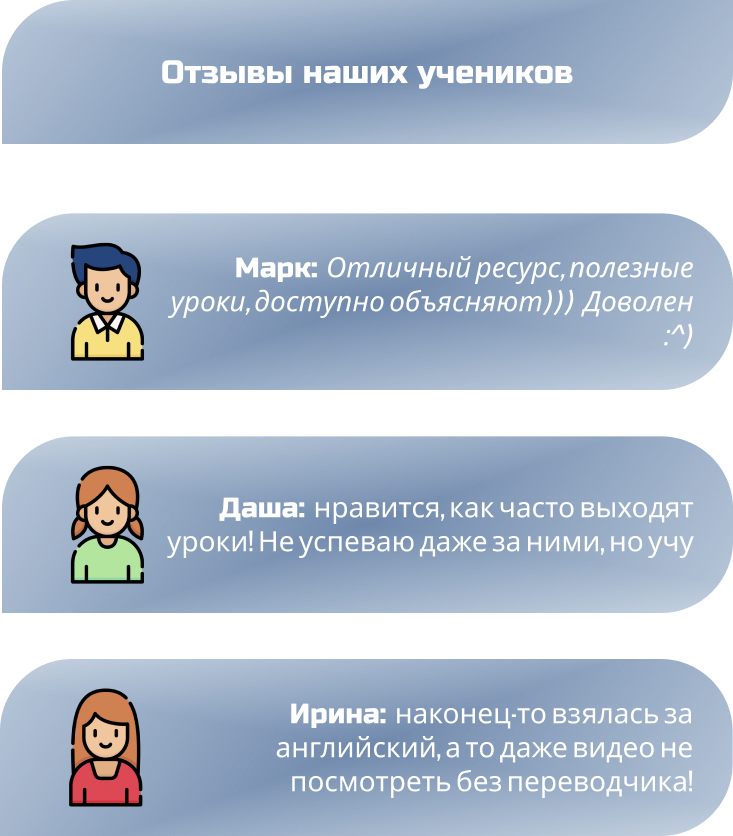 Отзывы наших учеников
Марк: Отличный ресурс, полезные
уроки, доступно объясняют))) Доволен
:^)
Даша: нравится, как часто выходят
уроки! Не успеваю даже за ними, но учу
Ирина: наконец-то взялась за
английский, а то даже видео не
посмотреть без переводчика!